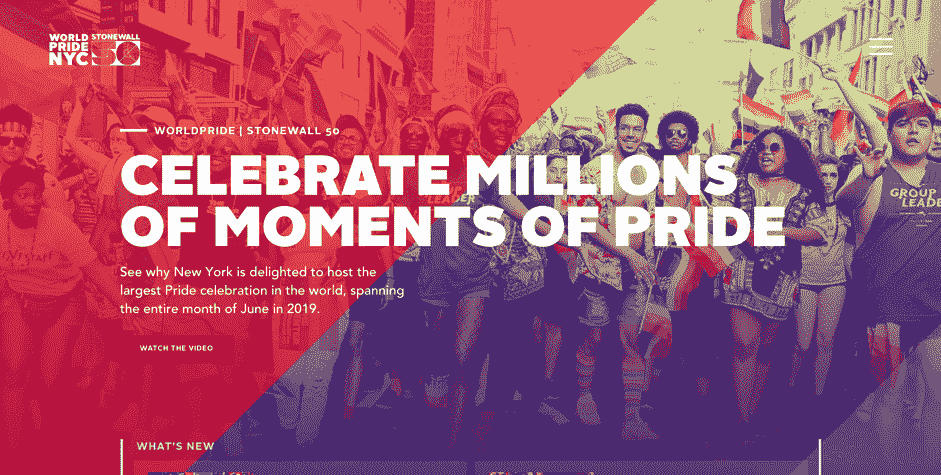 WORLD
PRIDE
NYC
STONEWALL
50
WORLDPRIDE | STONEWALL 50
CELEBRATE MILLIONS
OF MOMENTS OF PRIDE
See why New York is delighted to host the
largest Pride celebration in the world, spanning
the entire month of June in 2019.
WATCH THE VIDEO
WHAT'S NEW
LEADER
GROUP
LEADER